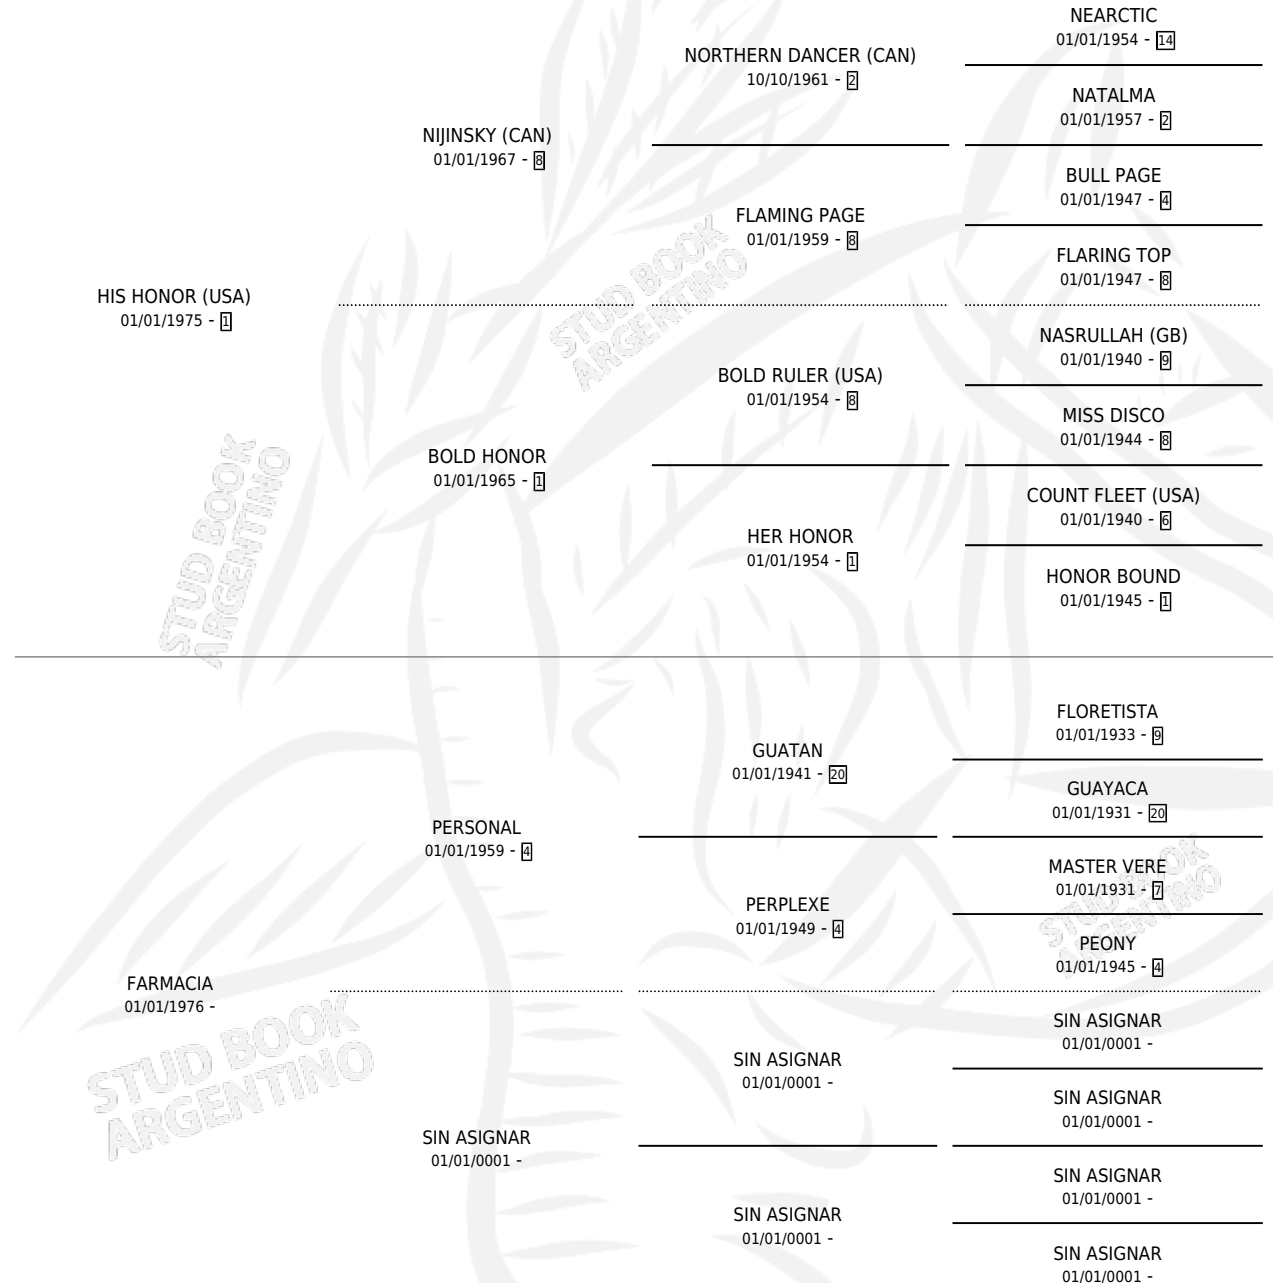 NEARCTIC
01/01/1954 - 14
NORTHERN DANCER (CAN)
10/10/1961 - 2
NATALMA
01/01/1957 - 2
NIJINSKY (CAN)
01/01/1967 - 8
BULL PAGE
01/01/1947 - 4
FLAMING PAGE
01/01/1959 - 8
FLARING TOP
01/01/1947 - 8
HIS HONOR (USA)
01/01/1975 - 1
NASRULLAH (GB)
01/01/1940 - 9
BOLD RULER (USA)
01/01/1954 - 8
MISS DISCO
01/01/1944 - 8
BOLD HONOR
01/01/1965 - 1
COUNT FLEET (USA)
01/01/1940 - 6
HER HONOR
01/01/1954 - 1
HONOR BOUND
01/01/1945 - 1
FLORETISTA
01/01/1933 - 9
GUATAN
01/01/1941 - 20
GUAYACA
01/01/1931 - 20
PERSONAL
01/01/1959 - 4
MASTER VERE
01/01/1931 - 7
PERPLEXE
01/01/1949 - 4
PEONY
01/01/1945 - 4
FARMACIA
01/01/1976 -
SIN ASIGNAR
01/01/0001 -
SIN ASIGNAR
01/01/0001 -
SIN ASIGNAR
01/01/0001 -
SIN ASIGNAR
01/01/0001 -
SIN ASIGNAR
01/01/0001 -
SIN ASIGNAR
01/01/0001 -
SIN ASIGNAR
01/01/0001 -
STUD BOOK
ARGENTINO
STUD BOOK
ARGENTINO
STUD BOOK
ARGENTINO
STUD BOOK
ARGENTINO